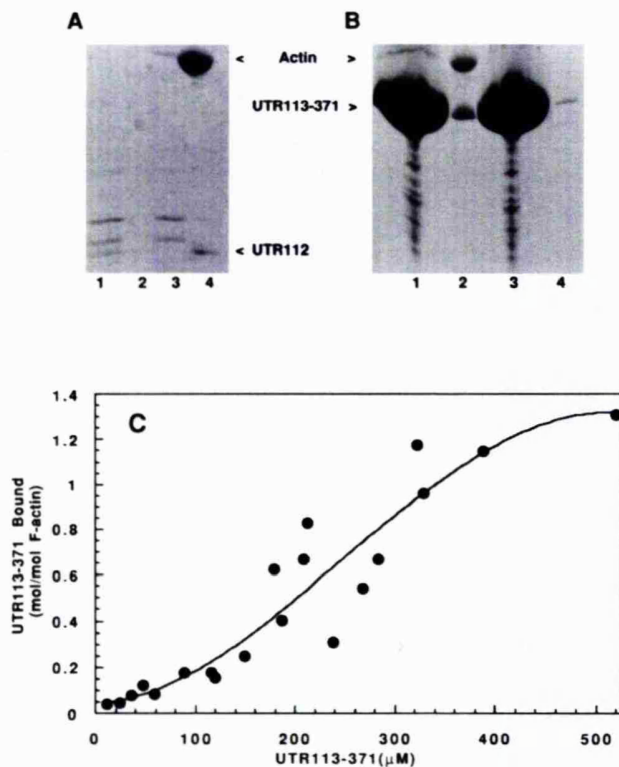 A
B
< Actin >
UTR113-371 >
< UTR112
1 2 3 4
1 2 3 4
C
UTR113-371 Bound
(mol/mol F-actin)
1.4
1.2
1
0.8
0.6
0.4
0.2
0
0 100 200 300 400 500
UTR113-371(µM)